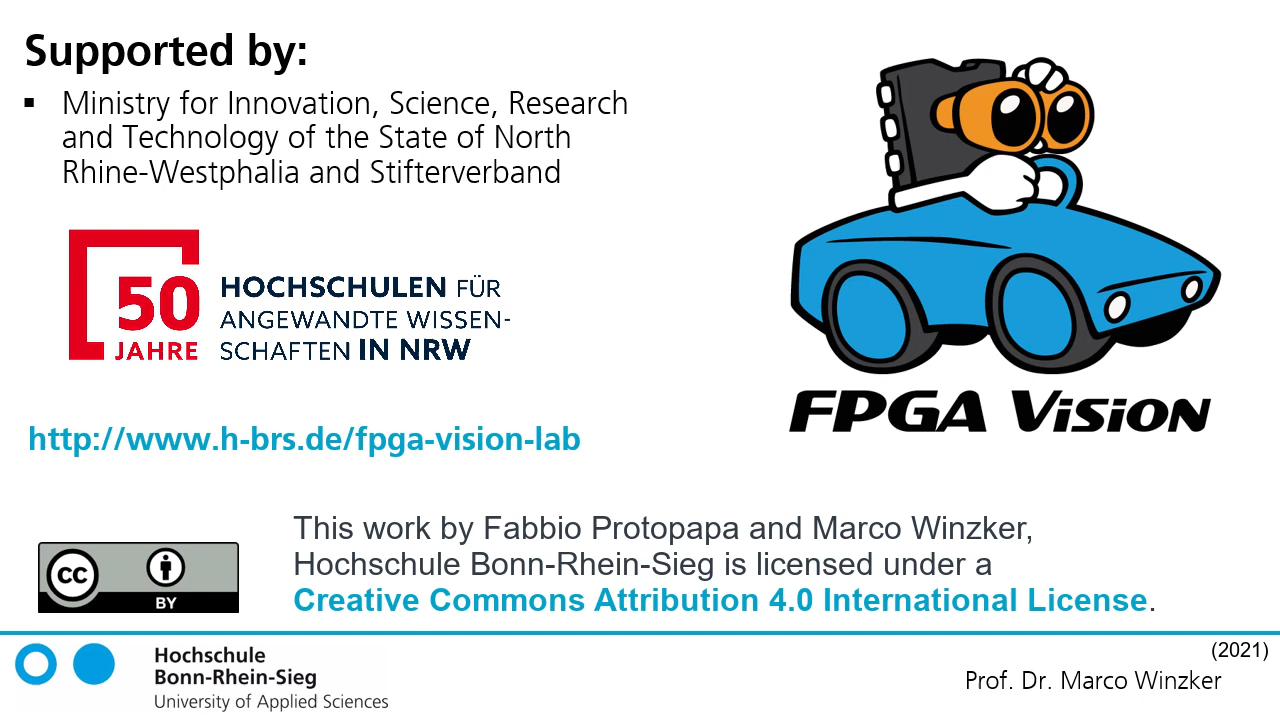 Supported by:
▪ Ministry for Innovation, Science, Research
and Technology of the State of North
Rhine-Westphalia and Stifterverband
50
JAHRE
HOCHSCHULEN FÜR
ANGEWANDTE WISSEN-
SCHAFTEN IN NRW
FPGA Vision
http://www.h-brs.de/fpga-vision-lab
cc
BY
This work by Fabbio Protopapa and Marco Winzker,
Hochschule Bonn-Rhein-Sieg is licensed under a
Creative Commons Attribution 4.0 International License.
Hochschule
Bonn-Rhein-Sieg
University of Applied Sciences
(2021)
Prof. Dr. Marco Winzker